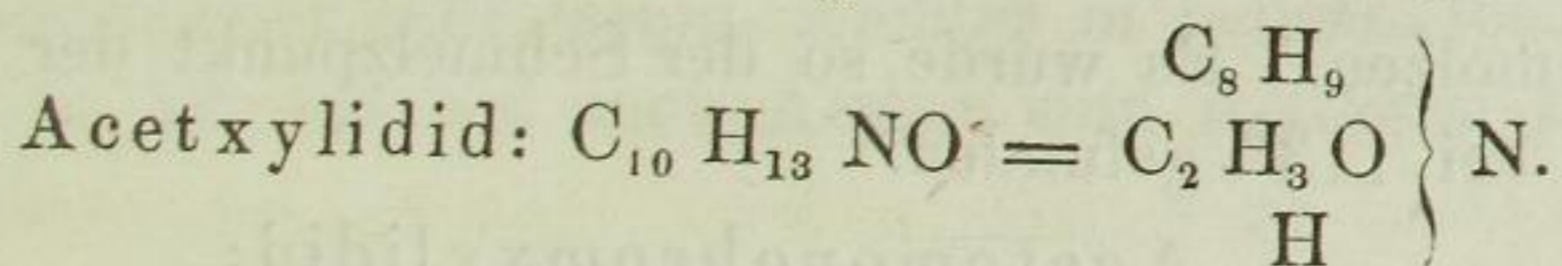 C₈ H₉
Acetxylidid: C₁₀ H₁₃ NO = C₂ H₃ O } N.
H